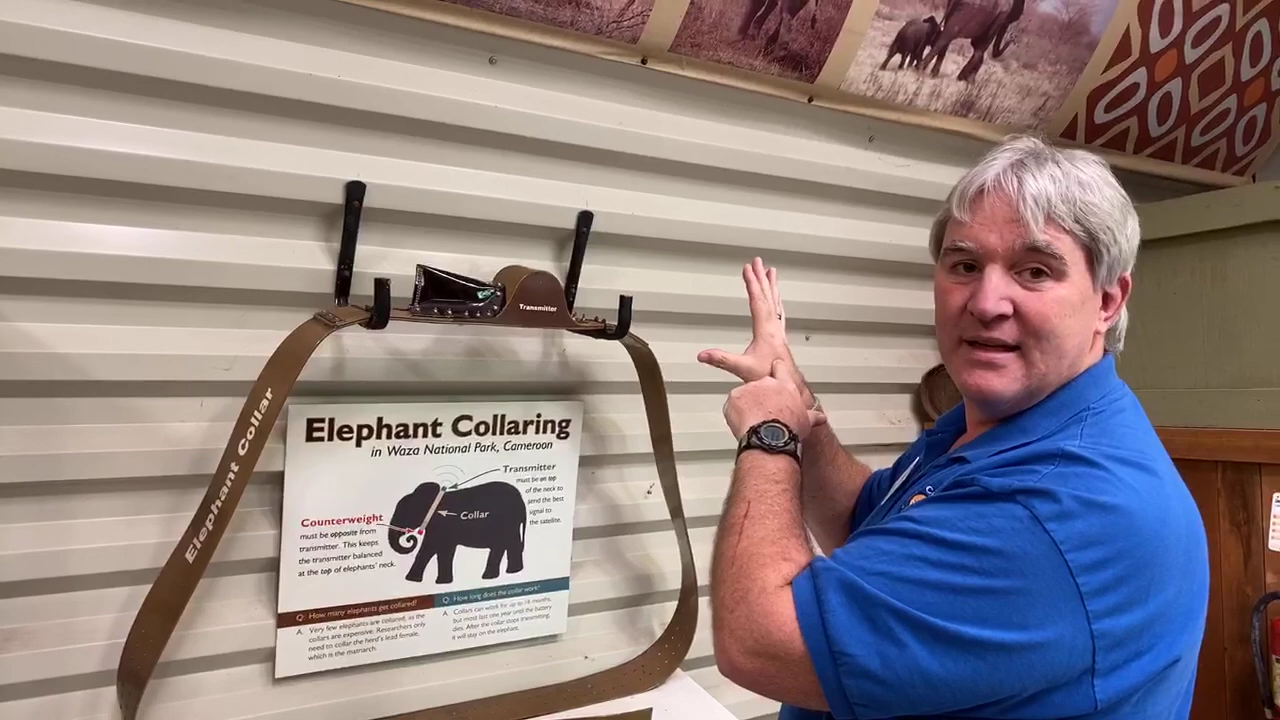 Transmitter
Elephant Collar
Elephant Collaring
in Waza National Park, Cameroon
Transmitter
must be on top
of the neck to
send the best
signal to
the satellite.
Collar
Counterweight
must be opposite from
transmitter. This keeps
the transmitter balanced
at the top of elephants' neck.
Q: How many elephants get collared?
A. Very few elephants are collared, as the
collars are expensive. Researchers only
need to collar the herd's lead female,
which is the matriarch.
Q: How long does the collar work?
A. Collars can work for up to 14 months,
but most last one year until the battery
dies. After the collar stops transmitting,
it will stay on the elephant.